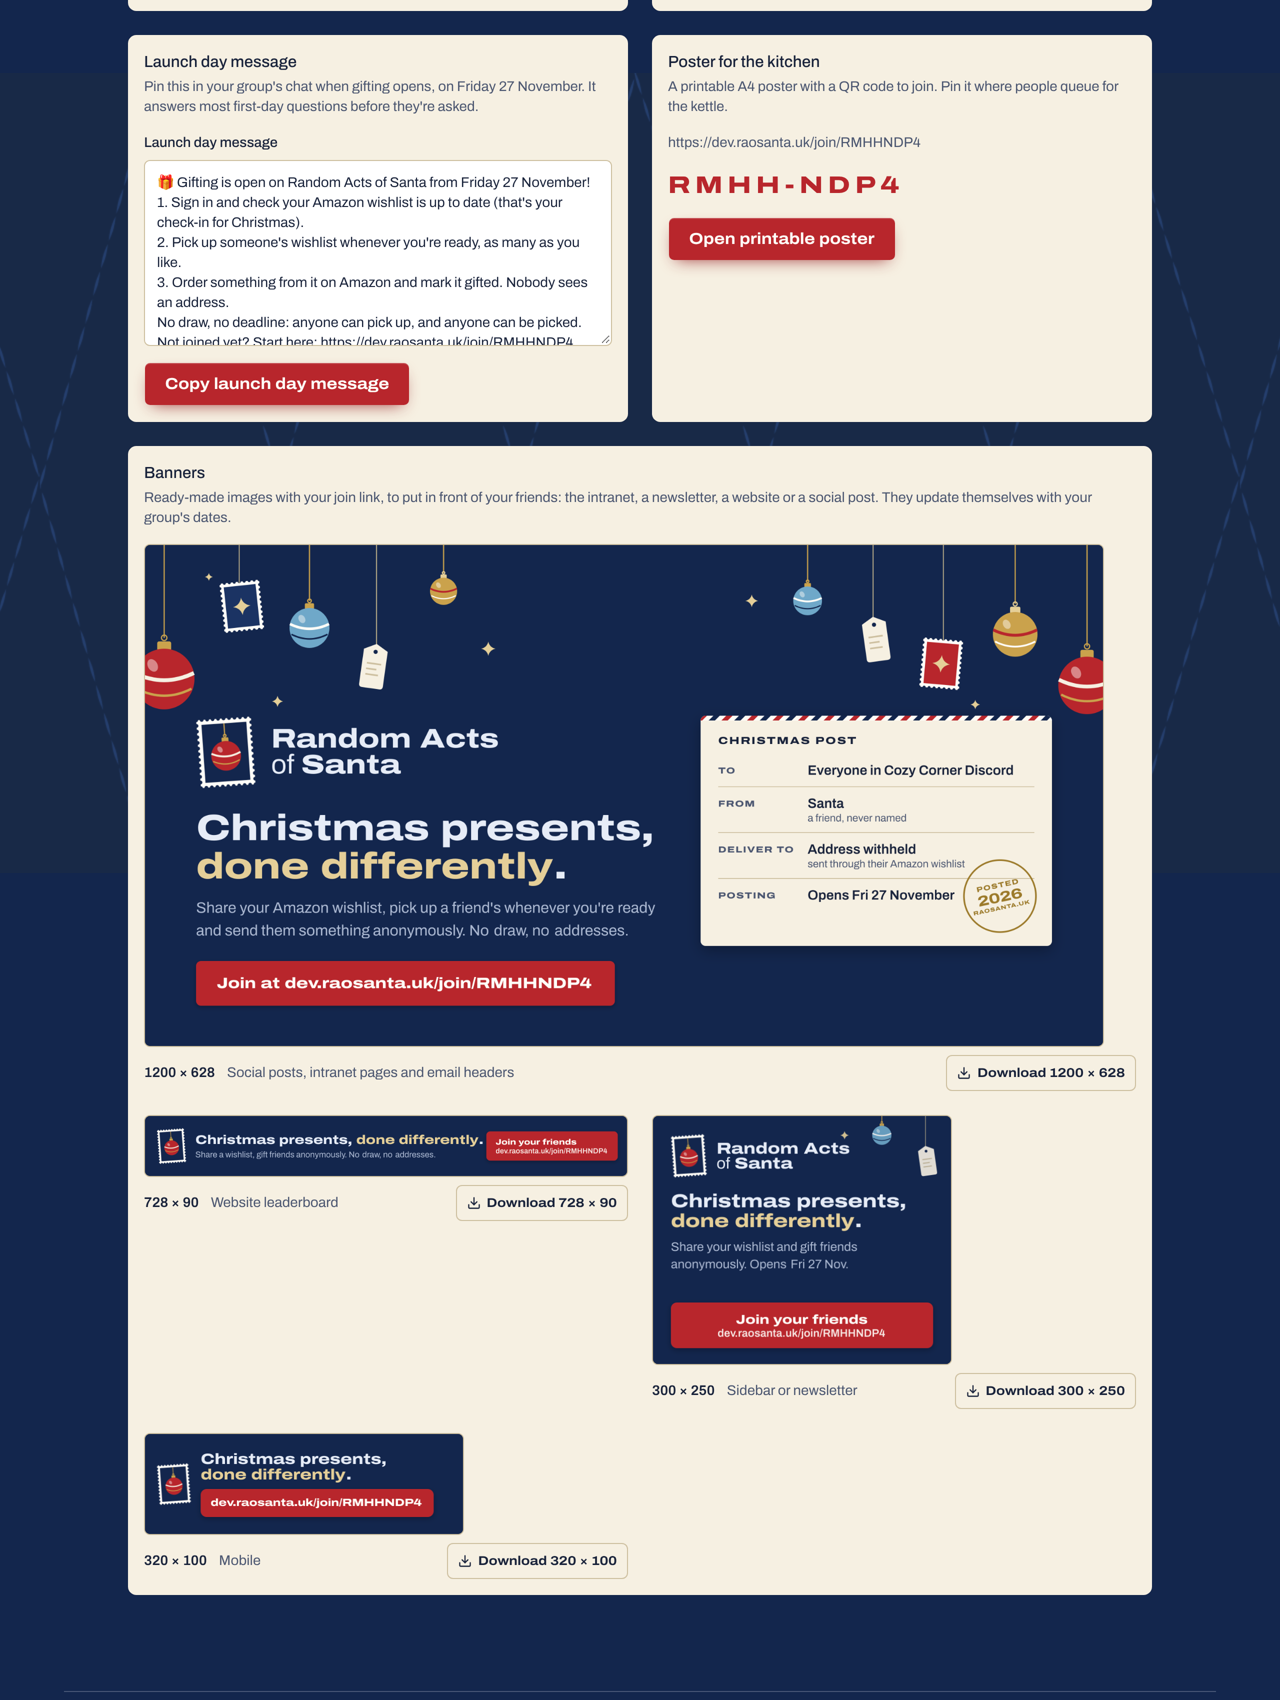 Launch day message
Pin this in your group's chat when gifting opens, on Friday 27 November. It
answers most first-day questions before they're asked.
Launch day message
🎁 Gifting is open on Random Acts of Santa from Friday 27 November!
1. Sign in and check your Amazon wishlist is up to date (that's your
check-in for Christmas).
2. Pick up someone's wishlist whenever you're ready, as many as you
like.
3. Order something from it on Amazon and mark it gifted. Nobody sees
an address.
No draw, no deadline: anyone can pick up, and anyone can be picked.
Not joined yet? Start here: https://dev.raosanta.uk/join/RMHHNDP4
Copy launch day message
Poster for the kitchen
A printable A4 poster with a QR code to join. Pin it where people queue for
the kettle.
https://dev.raosanta.uk/join/RMHHNDP4
RMHH-NDP4
Open printable poster
Banners
Ready-made images with your join link, to put in front of your friends: the intranet, a newsletter, a website or a social post. They update themselves with your
group's dates.
Random Acts
of Santa
Christmas presents,
done differently.
Share your Amazon wishlist, pick up a friend's whenever you're ready
and send them something anonymously. No draw, no addresses.
Join at dev.raosanta.uk/join/RMHHNDP4
CHRISTMAS POST
TO Everyone in Cozy Corner Discord
FROM Santa
a friend, never named
DELIVER TO Address withheld
sent through their Amazon wishlist
POSTING Opens Fri 27 November
POSTED
2026
RAOSANTA.UK
1200 × 628 Social posts, intranet pages and email headers
Download 1200 × 628
Christmas presents, done differently.
Share a wishlist, gift friends anonymously. No draw, no addresses.
Join your friends
dev.raosanta.uk/join/RMHHNDP4
728 × 90 Website leaderboard
Download 728 × 90
Random Acts
of Santa
Christmas presents,
done differently.
Share your wishlist and gift friends
anonymously. Opens Fri 27 Nov.
Join your friends
dev.raosanta.uk/join/RMHHNDP4
300 × 250 Sidebar or newsletter
Download 300 × 250
Christmas presents,
done differently.
dev.raosanta.uk/join/RMHHNDP4
320 × 100 Mobile
Download 320 × 100